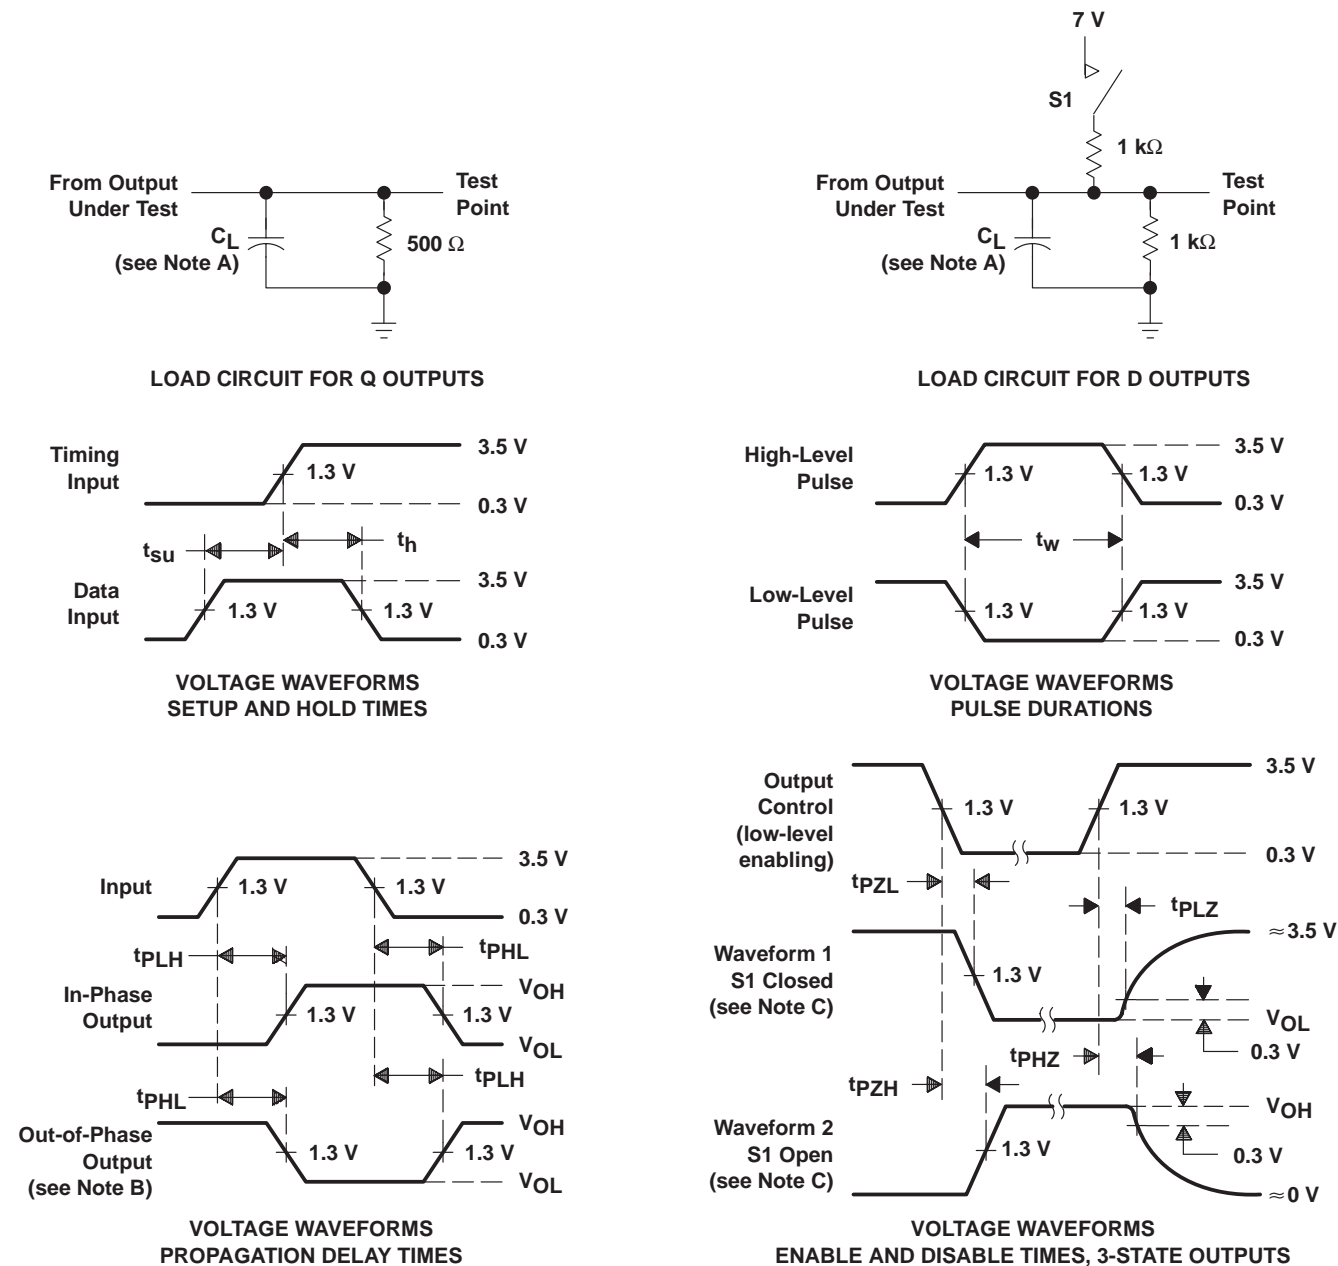 7 V
S1
1 kΩ
From Output
Under Test
Test
Point
CL
(see Note A)
500 Ω
From Output
Under Test
Test
Point
CL
(see Note A)
1 kΩ
LOAD CIRCUIT FOR Q OUTPUTS
LOAD CIRCUIT FOR D OUTPUTS
Timing
Input
3.5 V
1.3 V
0.3 V
tsu
th
Data
Input
3.5 V
1.3 V
1.3 V
0.3 V
VOLTAGE WAVEFORMS
SETUP AND HOLD TIMES
High-Level
Pulse
3.5 V
1.3 V
1.3 V
0.3 V
tw
Low-Level
Pulse
3.5 V
1.3 V
1.3 V
0.3 V
VOLTAGE WAVEFORMS
PULSE DURATIONS
Input
3.5 V
1.3 V
1.3 V
0.3 V
tPLH
tPHL
In-Phase
Output
VOH
1.3 V
1.3 V
VOL
tPHL
tPLH
Out-of-Phase
Output
(see Note B)
VOH
1.3 V
1.3 V
VOL
VOLTAGE WAVEFORMS
PROPAGATION DELAY TIMES
Output
Control
(low-level
enabling)
3.5 V
1.3 V
1.3 V
0.3 V
tPZL
tPLZ
Waveform 1
S1 Closed
(see Note C)
≈3.5 V
1.3 V
VOL
0.3 V
tPZH
tPHZ
Waveform 2
S1 Open
(see Note C)
VOH
1.3 V
0.3 V
≈0 V
VOLTAGE WAVEFORMS
ENABLE AND DISABLE TIMES, 3-STATE OUTPUTS